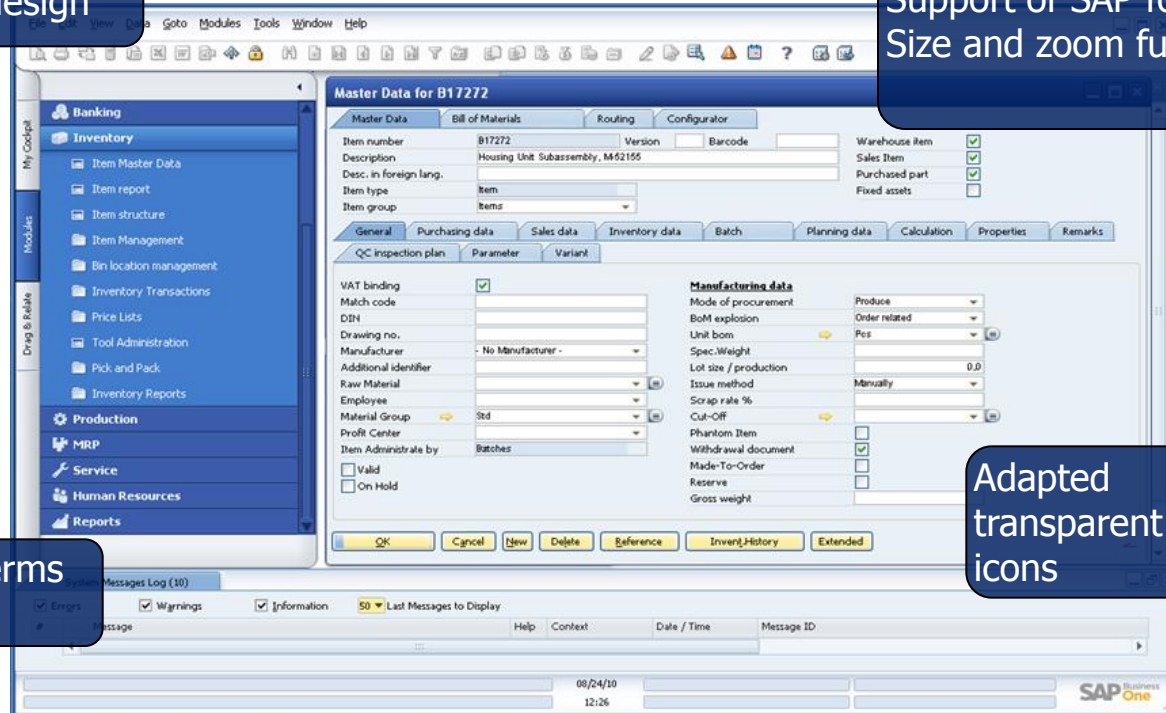 design
Support of SAP fo
Size and zoom fu
View Data Goto Modules Tools Window Help
My Cockpit
Modules
Drag & Relate
Banking
Inventory
Item Master Data
Item report
Item structure
Item Management
Bin location management
Inventory Transactions
Price Lists
Tool Administration
Pick and Pack
Inventory Reports
Production
MRP
Service
Human Resources
Reports
Master Data for B17272
Master Data Bill of Materials Routing Configurator
Item number B17272 Version Barcode Warehouse item
Description Housing Unit Subassembly, M-52155 Sales Item
Desc. in foreign lang. Purchased part
Item type Item Fixed assets
Item group Items
General Purchasing data Sales data Inventory data Batch Planning data Calculation Properties Remarks
QC inspection plan Parameter Variant
VAT binding Manufacturing data
Match code Mode of procurement Produce
DIN BoM explosion Order related
Drawing no. Unit bom Pcs
Manufacturer - No Manufacturer - Spec.Weight
Additional identifier Lot size / production 0,0
Raw Material Issue method Manually
Employee Scrap rate %
Material Group Std Cut-Off
Profit Center Phantom Item
Item Administrate by Batches Withdrawal document
Valid Made-To-Order
On Hold Reserve
Gross weight
OK Cancel New Delete Reference Invent.History Extended
Adapted
transparent
icons
erms
Messages Log (10)
Errors Warnings Information 50 Last Messages to Display
# Message Help Context Date / Time Message ID
08/24/10
12:26
SAP Business One